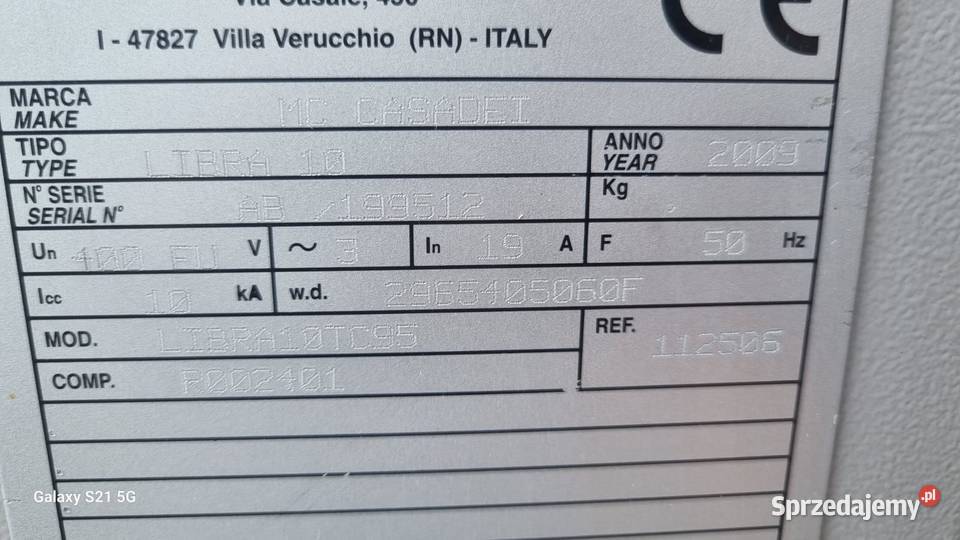 I - 47827 Villa Verucchio (RN) - ITALY
CE
MARCA
MAKE
MC CASADEI
TIPO
TYPE
LIBRA 10
ANNO
YEAR
2009
N° SERIE
SERIAL N°
AB /199512
Kg
Un 400 EU V
~ 3
In 19 A
F 50 Hz
Icc 10 kA
w.d. 2965405060F
MOD. LIBRA10TC95
REF. 112506
COMP. P002401
Galaxy S21 5G
Sprzedajemy.pl